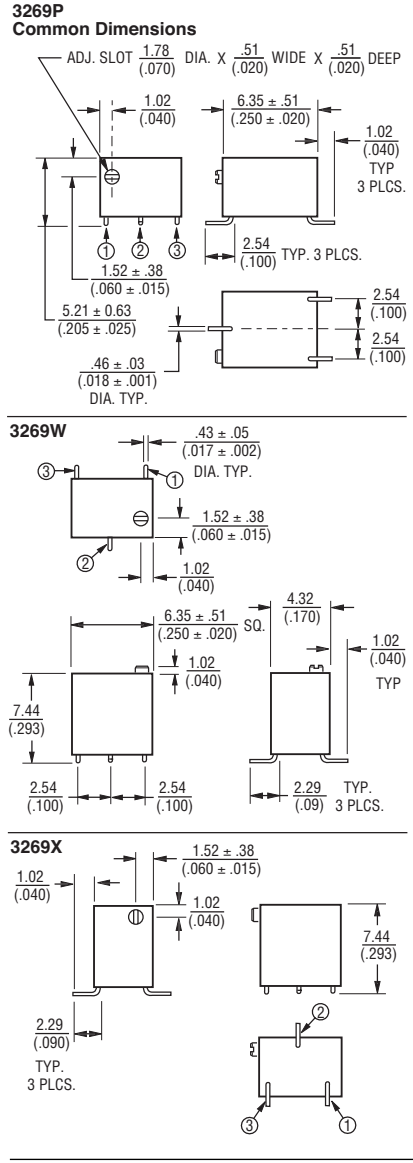 3269P
Common Dimensions
ADJ. SLOT 1.78 (.070) DIA. X .51 (.020) WIDE X .51 (.020) DEEP
1.02
(.040)
6.35 ± .51
(.250 ± .020)
1.02
(.040)
TYP
3 PLCS.
① ② ③
2.54
(.100)
TYP. 3 PLCS.
1.52 ± .38
(.060 ± .015)
5.21 ± 0.63
(.205 ± .025)
2.54
(.100)
2.54
(.100)
.46 ± .03
(.018 ± .001)
DIA. TYP.
3269W
.43 ± .05
(.017 ± .002)
DIA. TYP.
③
①
1.52 ± .38
(.060 ± .015)
②
1.02
(.040)
6.35 ± .51
(.250 ± .020)
SQ.
4.32
(.170)
1.02
(.040)
1.02
(.040)
TYP
7.44
(.293)
2.54
(.100)
2.54
(.100)
2.29
(.09)
TYP.
3 PLCS.
3269X
1.52 ± .38
(.060 ± .015)
1.02
(.040)
1.02
(.040)
7.44
(.293)
2.29
(.090)
TYP.
3 PLCS.
②
③
①